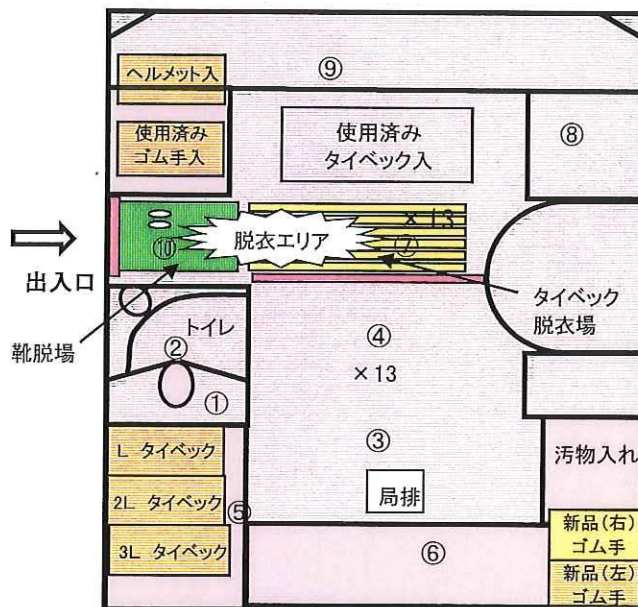 ⑨
ヘルメット入
使用済み
ゴム手入
使用済み
タイベック入
⑧
×13
⑩
脱衣エリア
⑦
出入口
タイベック
脱衣場
靴脱場
トイレ
②
④
×13
①
③
L タイベック
汚物入れ
局排
2L タイベック
⑤
新品(右)
ゴム手
3L タイベック
⑥
新品(左)
ゴム手